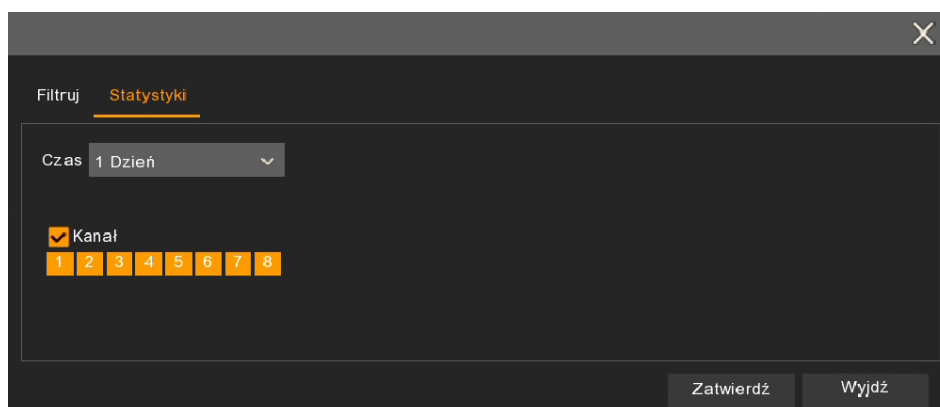 Filtruj Statystyki
Czas 1 Dzień
Kanał
1 2 3 4 5 6 7 8
Zatwierdź Wyjdź